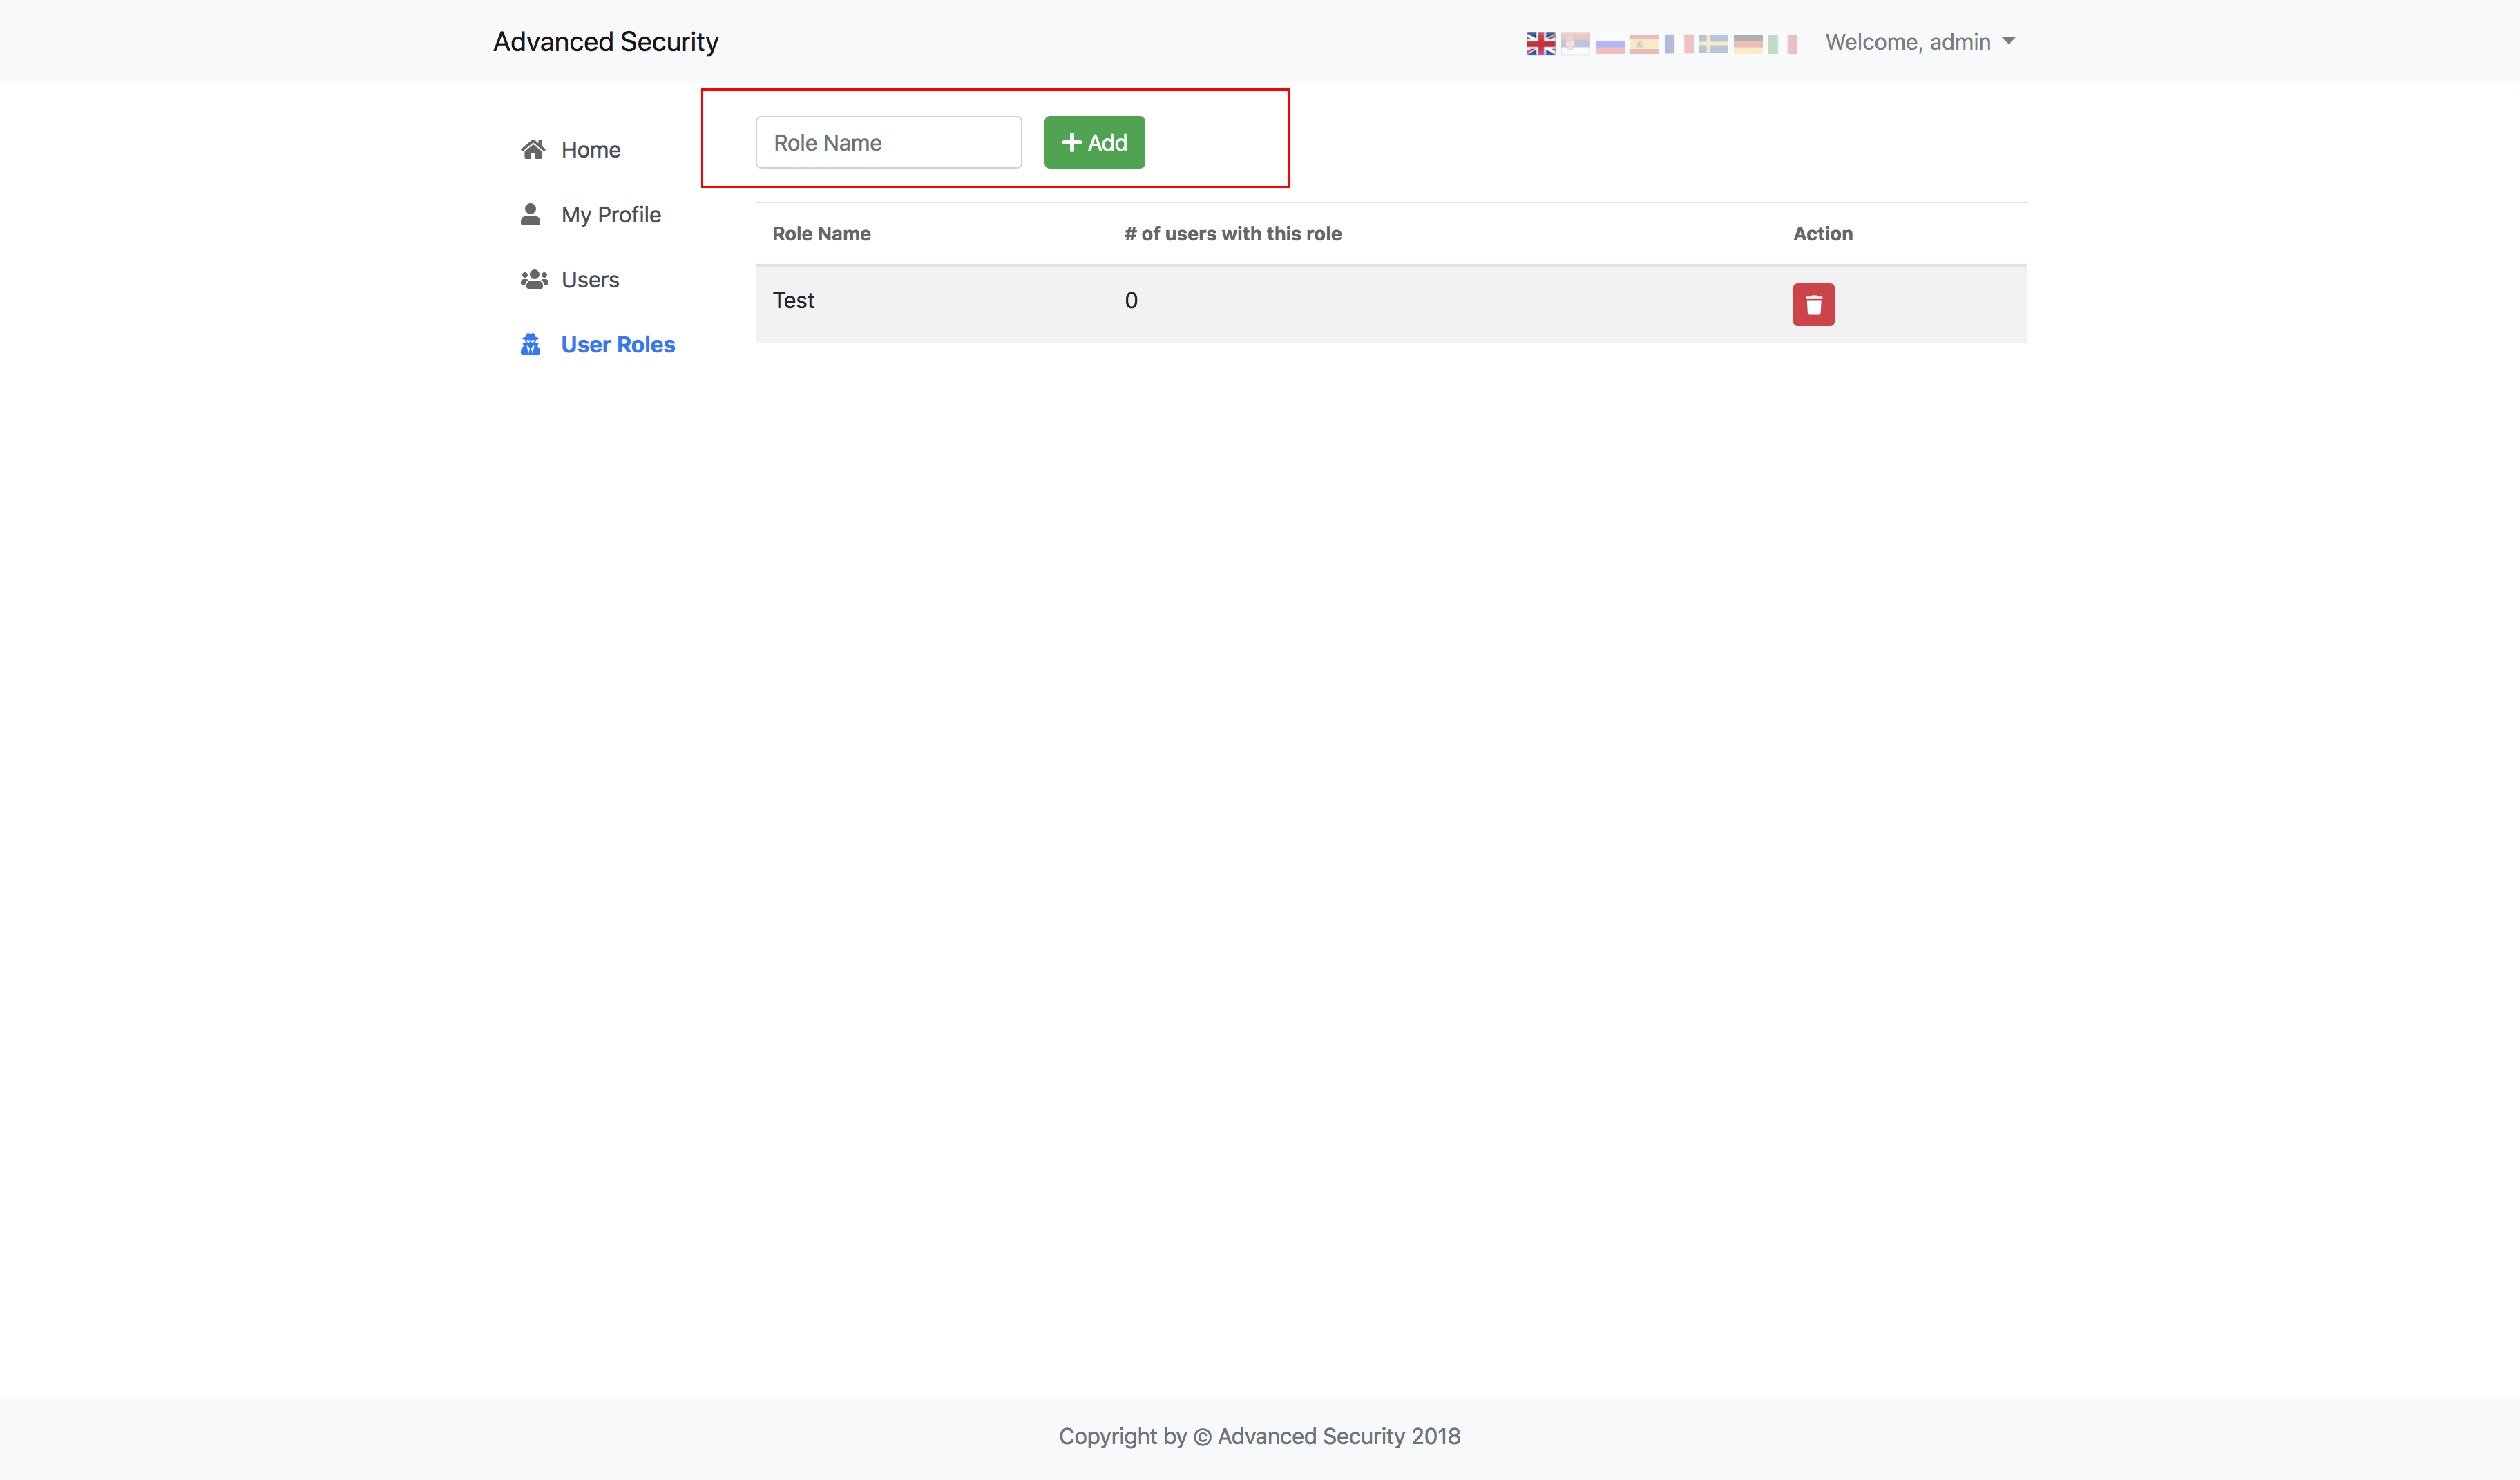 Advanced Security
Welcome, admin
Home
My Profile
Users
User Roles
Role Name
Add
Role Name # of users with this role Action
Test 0
Copyright by © Advanced Security 2018